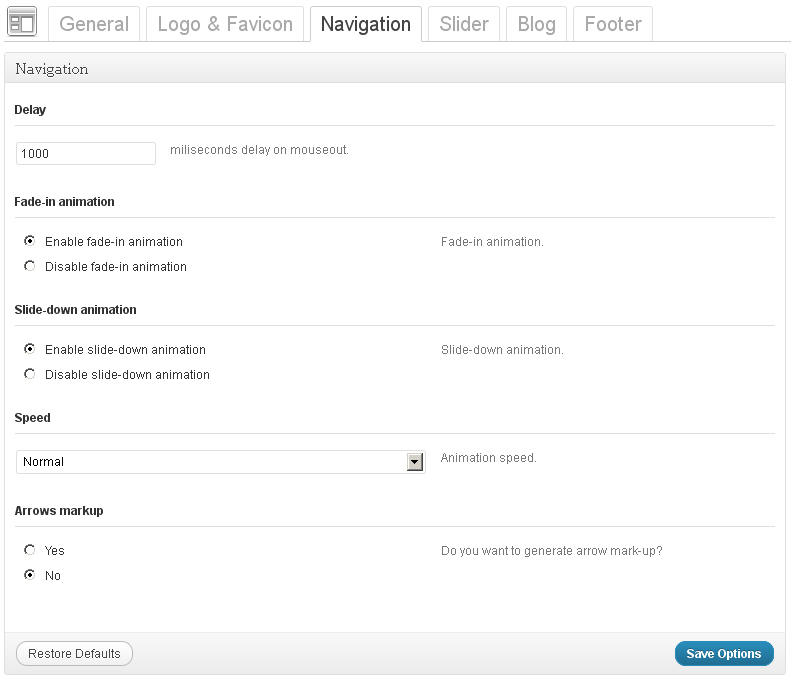 General Logo & Favicon Navigation Slider Blog Footer
Navigation
Delay
1000 miliseconds delay on mouseout.
Fade-in animation
Enable fade-in animation Fade-in animation.
Disable fade-in animation
Slide-down animation
Enable slide-down animation Slide-down animation.
Disable slide-down animation
Speed
Normal Animation speed.
Arrows markup
Yes Do you want to generate arrow mark-up?
No
Restore Defaults Save Options